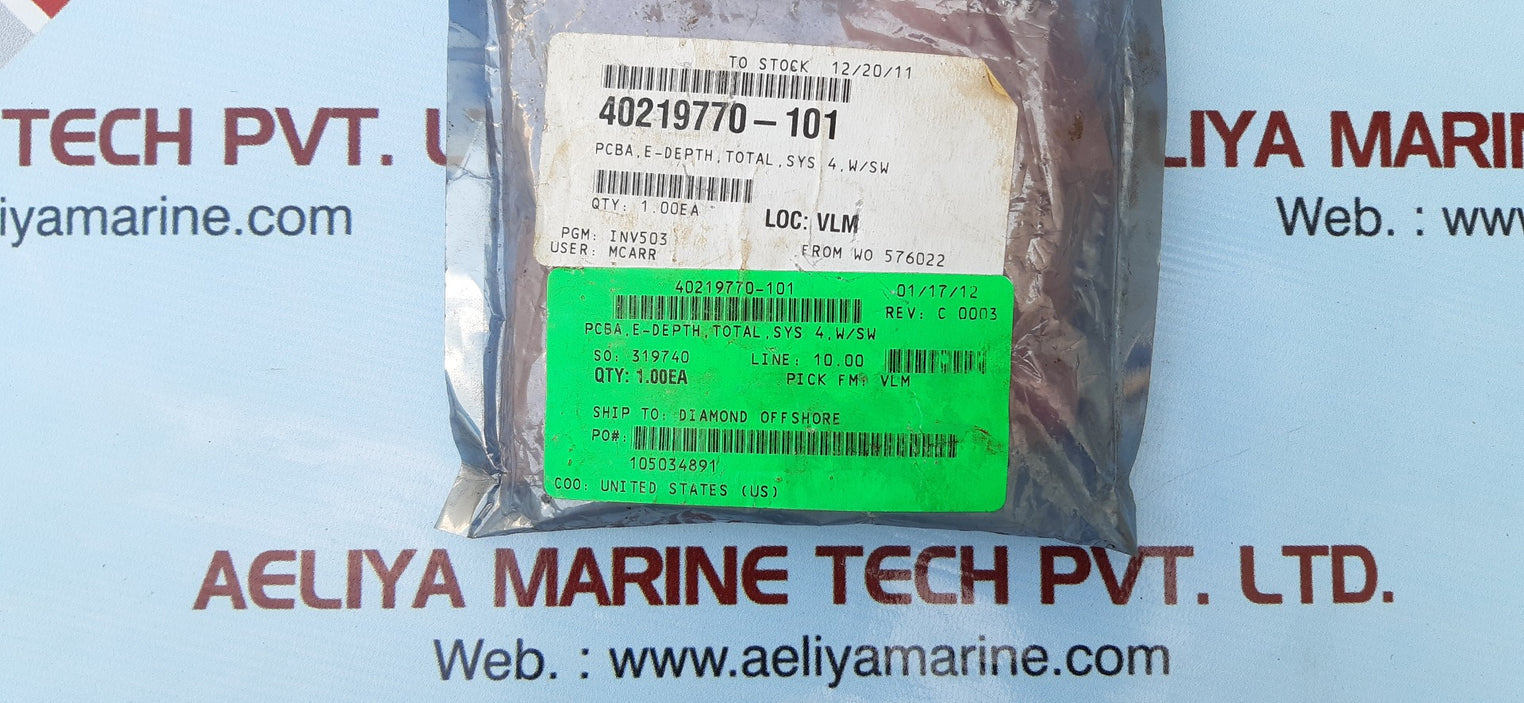 TO STOCK 12/20/11
40219770-101
PCBA,E-DEPTH,TOTAL,SYS 4,W/SW
QTY: 1.00EA
LOC: VLM
PGM: INV503
USER: MCARR
FROM WO 576022
40219770-101 01/17/12
REV: C 0003
PCBA,E-DEPTH,TOTAL,SYS 4,W/SW
SO: 319740 LINE: 10.00
QTY: 1.00EA PICK FM: VLM
SHIP TO: DIAMOND OFFSHORE
PO#:
105034891
COO: UNITED STATES (US)
TECH PVT. L
LIYA MARIN
iyamarine.com
Web. : www
AELIYA MARINE TECH PVT. LTD.
Web. : www.aeliyamarine.com